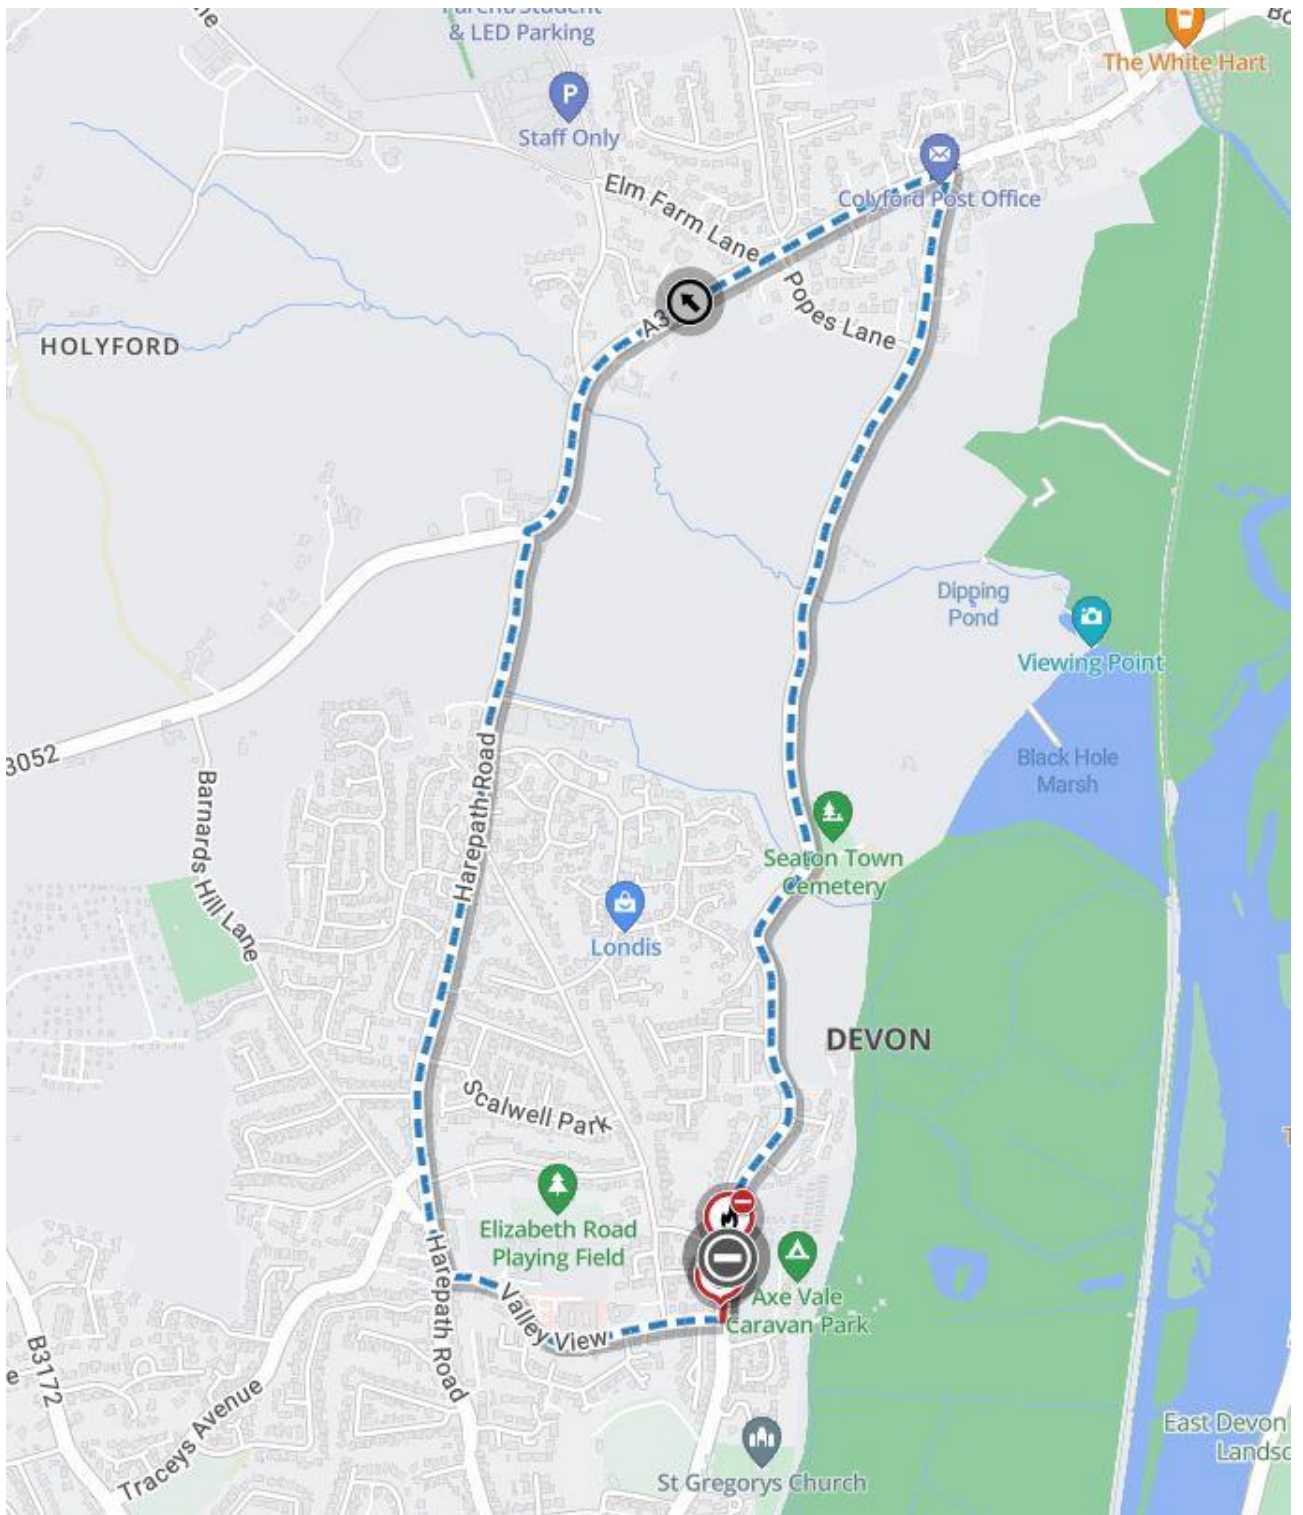 & LED Parking
The White Hart
Staff Only
Elm Farm Lane
Colyford Post Office
Popes Lane
A3
HOLYFORD
Dipping
Pond
Viewing Point
3052
Harepath Road
Black Hole
Marsh
Barnards Hill Lane
Seaton Town
Cemetery
Londis
DEVON
Scalwell Park
Elizabeth Road
Playing Field
Axe Vale
Caravan Park
Harepath Road
Valley View
B3172
Traceys Avenue
East Devon
Landsc
St Gregorys Church
P